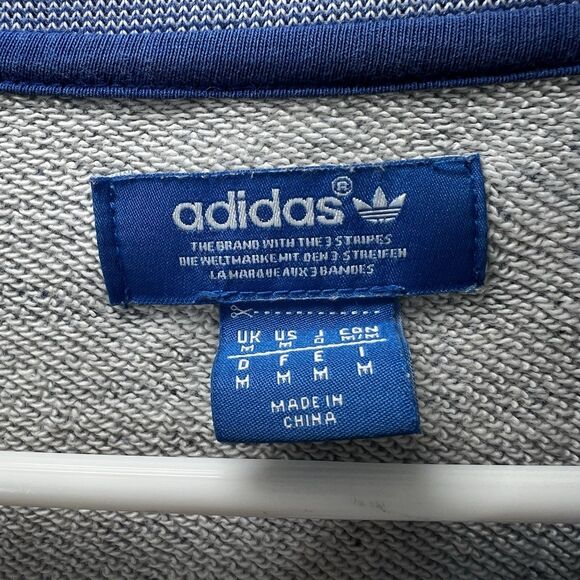 adidas®
THE BRAND WITH THE 3 STRIPES
DIE WELTMARKE MIT DEN 3 STREIFEN
LA MARQUE AUX 3 BANDES
UK US J CDN
M M O M/M
D F E I
M M M M
MADE IN
CHINA